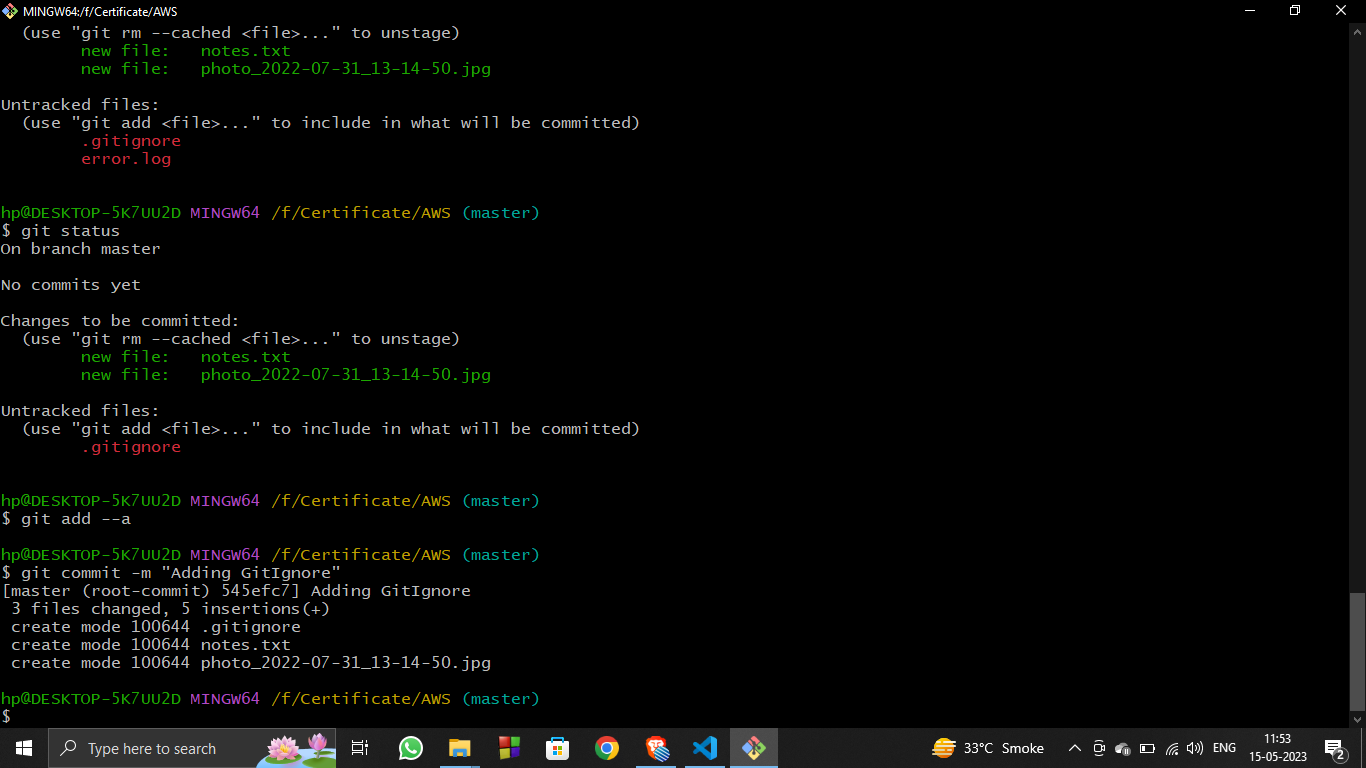 MINGW64:/f/Certificate/AWS
(use "git rm --cached <file>..." to unstage)
new file:   notes.txt
new file:   photo_2022-07-31_13-14-50.jpg
Untracked files:
(use "git add <file>..." to include in what will be committed)
.gitignore
error.log
hp@DESKTOP-5K7UU2D MINGW64 /f/Certificate/AWS (master)
$ git status
On branch master
No commits yet
Changes to be committed:
(use "git rm --cached <file>..." to unstage)
new file:   notes.txt
new file:   photo_2022-07-31_13-14-50.jpg
Untracked files:
(use "git add <file>..." to include in what will be committed)
.gitignore
hp@DESKTOP-5K7UU2D MINGW64 /f/Certificate/AWS (master)
$ git add --a
hp@DESKTOP-5K7UU2D MINGW64 /f/Certificate/AWS (master)
$ git commit -m "Adding GitIgnore"
[master (root-commit) 545efc7] Adding GitIgnore
3 files changed, 5 insertions(+)
create mode 100644 .gitignore
create mode 100644 notes.txt
create mode 100644 photo_2022-07-31_13-14-50.jpg
hp@DESKTOP-5K7UU2D MINGW64 /f/Certificate/AWS (master)
$
Type here to search
33°C Smoke
ENG
11:53
15-05-2023
2